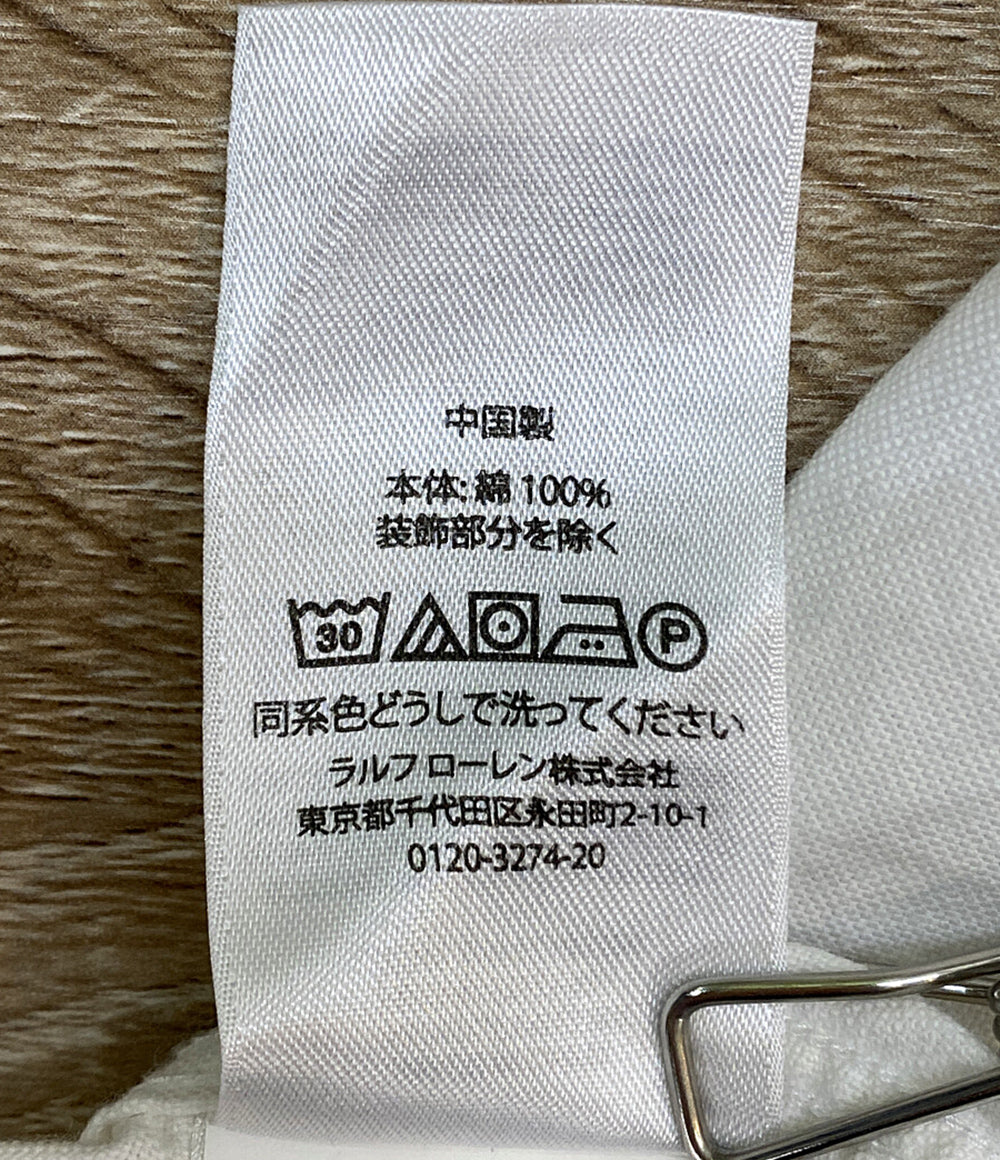 中国製
本体: 綿 100%
装飾部分を除く
30 P
同系色どうしで洗ってください
ラルフ ローレン株式会社
東京都千代田区永田町2-10-1
0120-3274-20